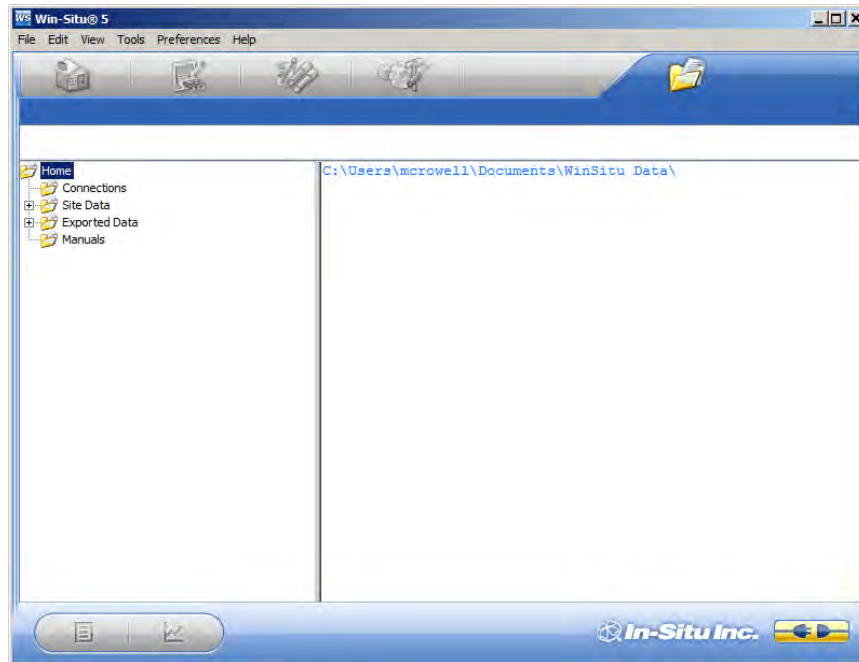 WS Win-Situ® 5
File Edit View Tools Preferences Help
Home
Connections
Site Data
Exported Data
Manuals
C:\Users\mcrowell\Documents\WinSitu Data\
In-Situ Inc.